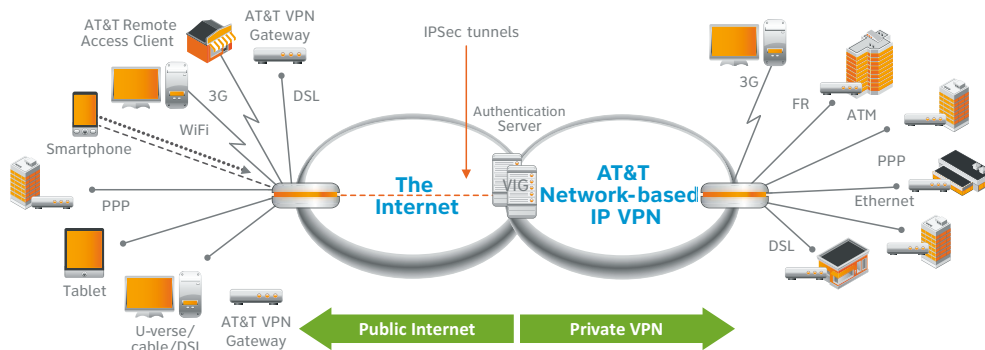 AT&T Remote
Access Client
AT&T VPN
Gateway
IPSec tunnels
3G
DSL
WiFi
Smartphone
PPP
Tablet
U-verse/
cable/DSL
AT&T VPN
Gateway
The
Internet
Authentication
Server
VIG
AT&T
Network-based
IP VPN
3G
FR
ATM
PPP
Ethernet
DSL
Public Internet
Private VPN